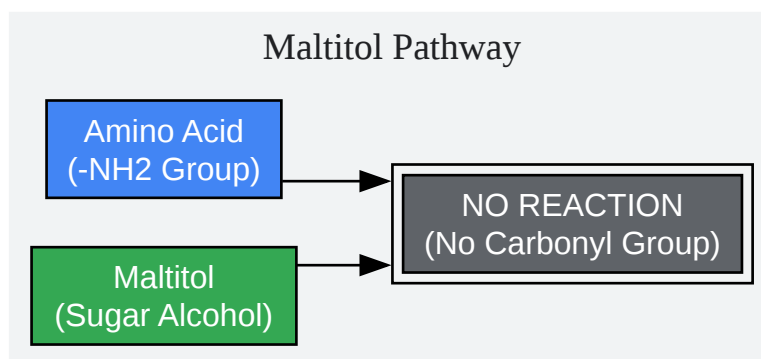 Maltitol Pathway
Amino Acid
(-NH2 Group)
NO REACTION
(No Carbonyl Group)
Maltitol
(Sugar Alcohol)